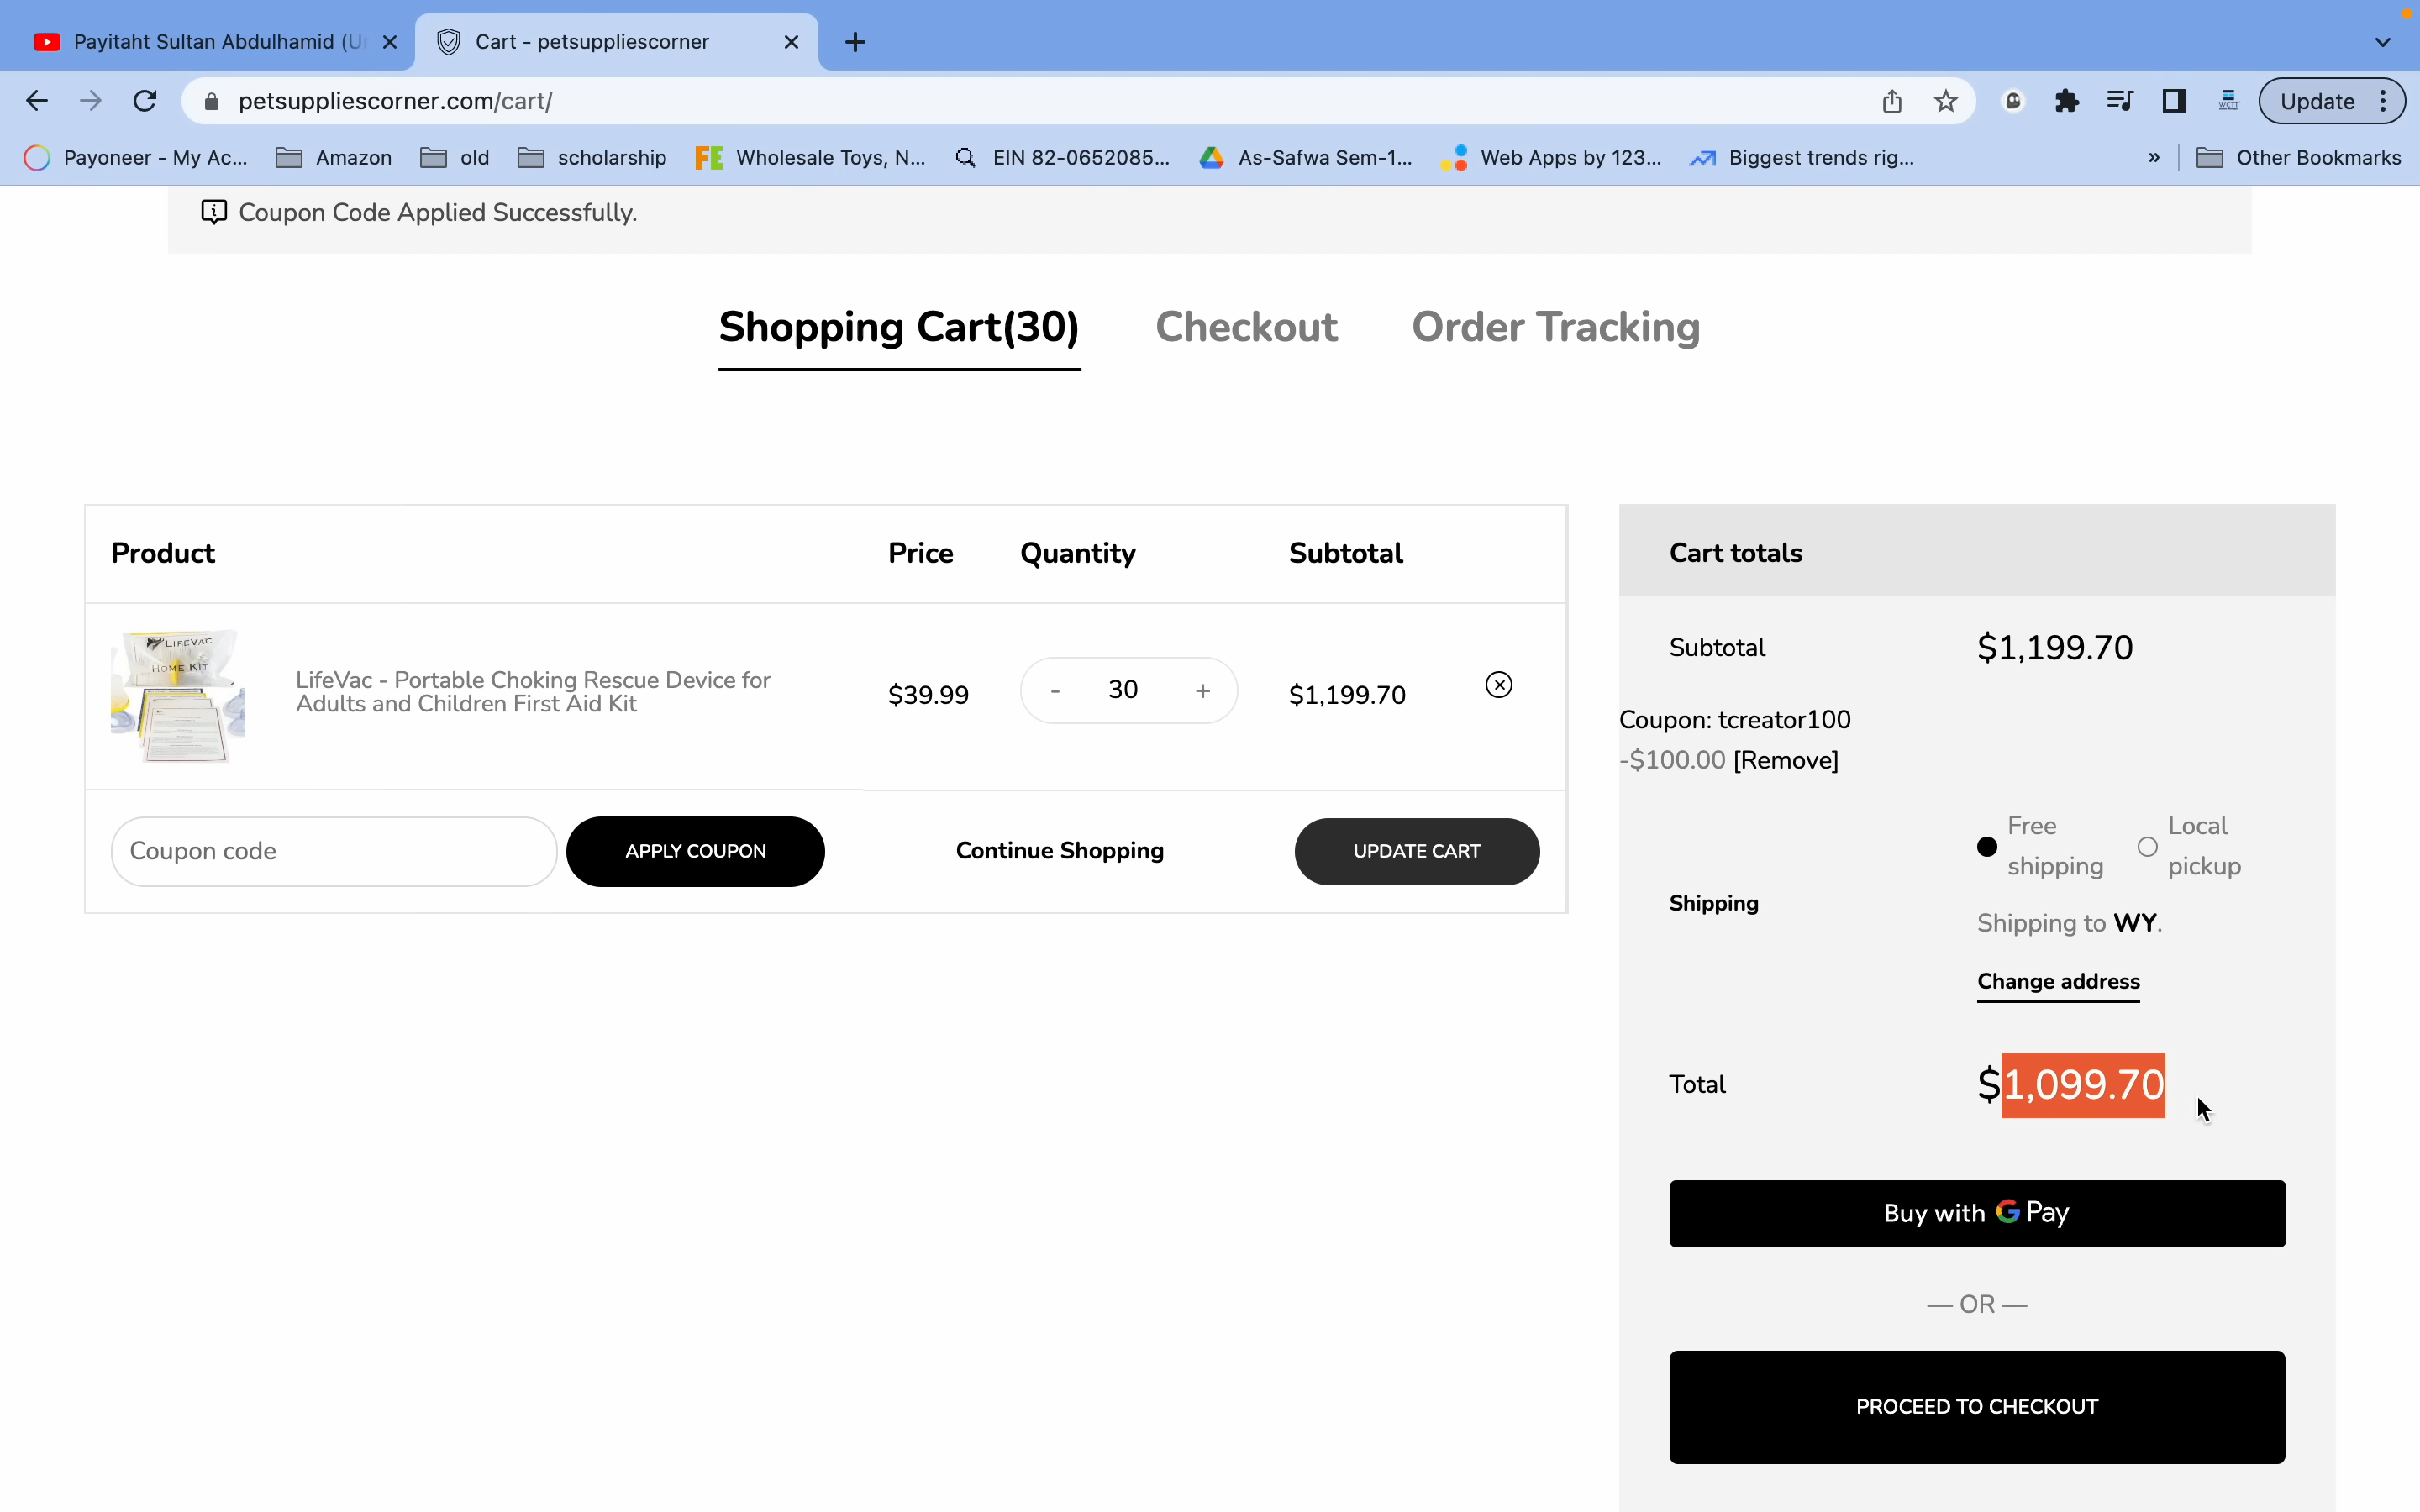 Payitaht Sultan Abdulhamid (U
Cart - petsuppliescorner
petsuppliescorner.com/cart/
WCTT
Update
Payoneer - My Ac...
Amazon
old
scholarship
FE Wholesale Toys, N...
EIN 82-0652085...
As-Safwa Sem-1...
Web Apps by 123...
Biggest trends rig...
»
Other Bookmarks
Coupon Code Applied Successfully.
Shopping Cart(30)
Checkout
Order Tracking
Product
Price
Quantity
Subtotal
LIFEVAC
HOME KIT
LifeVac - Portable Choking Rescue Device for
Adults and Children First Aid Kit
$39.99
- 30 +
$1,199.70
Coupon code
APPLY COUPON
Continue Shopping
UPDATE CART
Cart totals
Subtotal
$1,199.70
Coupon: tcreator100
-$100.00 [Remove]
Shipping
Free
shipping
Local
pickup
Shipping to WY.
Change address
Total
$1,099.70
Buy with G Pay
— OR —
PROCEED TO CHECKOUT